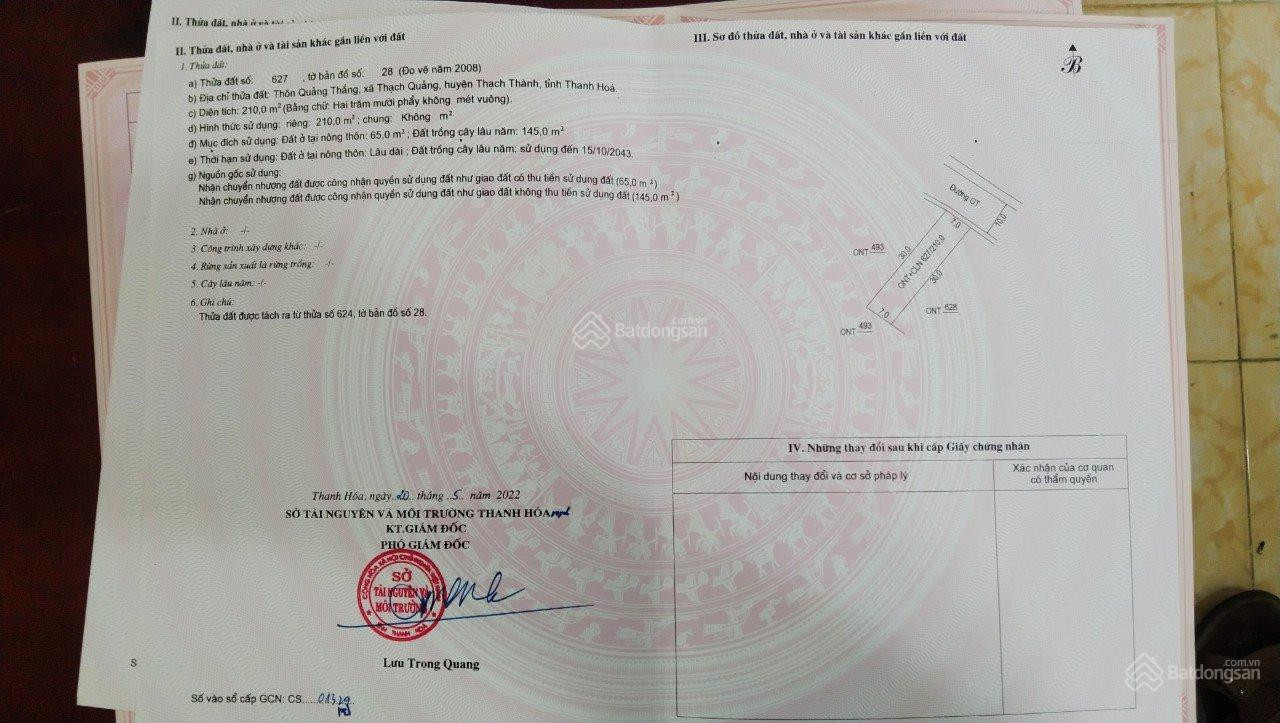 II. Thửa đất, nhà ở và tài
II. Thửa đất, nhà ở và tài sản khác gắn liền với đất
1. Thửa đất:
a) Thửa đất số: 627 , tờ bản đồ số: 28 (Đo vẽ năm 2008)
b) Địa chỉ thửa đất: Thôn Quảng Thắng, xã Thạch Quảng, huyện Thạch Thành, tỉnh Thanh Hoá.
c) Diện tích: 210,0 m² (Bằng chữ: Hai trăm mười phẩy không mét vuông).
d) Hình thức sử dụng: riêng: 210,0 m² ; chung: Không m²
đ) Mục đích sử dụng: Đất ở tại nông thôn: 65,0 m² ; Đất trồng cây lâu năm: 145,0 m²
e) Thời hạn sử dụng: Đất ở tại nông thôn: Lâu dài ; Đất trồng cây lâu năm: sử dụng đến 15/10/2043.
g) Nguồn gốc sử dụng:
Nhận chuyển nhượng đất được công nhận quyền sử dụng đất như giao đất có thu tiền sử dụng đất (65,0 m²)
Nhận chuyển nhượng đất được công nhận quyền sử dụng đất như giao đất không thu tiền sử dụng đất (145,0 m²)
2. Nhà ở: -/-
3. Công trình xây dựng khác: -/-
4. Rừng sản xuất là rừng trồng: -/-
5. Cây lâu năm: -/-
6. Ghi chú:
Thửa đất được tách ra từ thửa số 624, tờ bản đồ số 28.
Thanh Hóa, ngày 20 tháng 5 năm 2022
SỞ TÀI NGUYÊN VÀ MÔI TRƯỜNG THANH HÓA
KT.GIÁM ĐỐC
PHÓ GIÁM ĐỐC
SỞ
TÀI NGUYÊN VÀ
MÔI TRƯỜNG
Lưu Trọng Quang
S
Số vào sổ cấp GCN: CS......01329
III. Sơ đồ thửa đất, nhà ở và tài sản khác gắn liền với đất
B
Đường GT
10,0
7,0
ONT 493
30,0
ONT+CLN 627/210,0
30,0
7,0
ONT 628
ONT 493
Batdongsan.com.vn
IV. Những thay đổi sau khi cấp Giấy chứng nhận
Nội dung thay đổi và cơ sở pháp lý
Xác nhận của cơ quan
có thẩm quyền
Batdongsan.com.vn